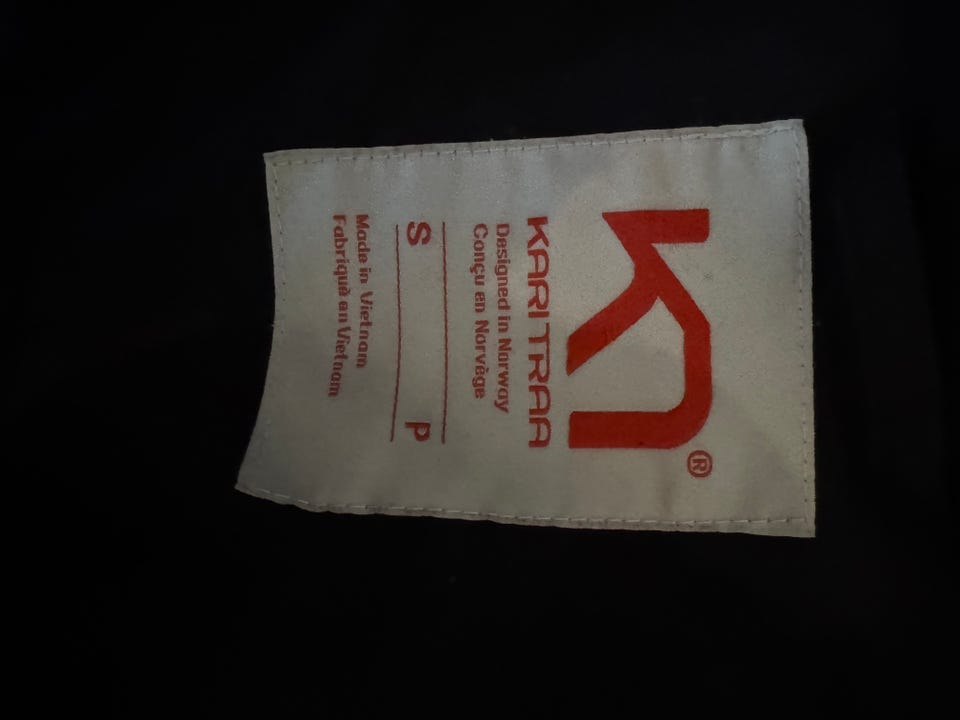 ®
KARI TRAA
Designed in Norway
Conçu en Norvège
S P
Made in Vietnam
Fabriqué en Vietnam